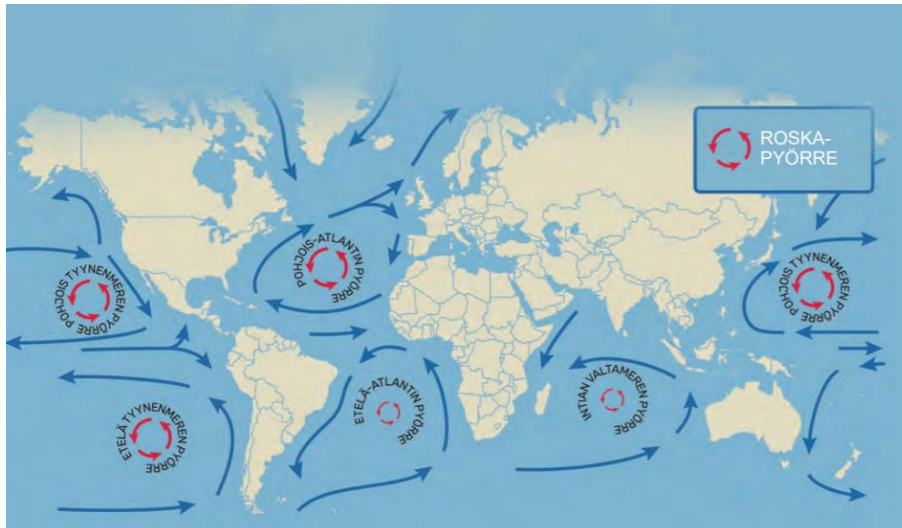 ROSKA-
PYÖRRE
POHJOIS-ATLANTIN PYÖRRE
POHJOIS TYYNENMEREN PYÖRRE
POHJOIS TYYNENMEREN PYÖRRE
ETELÄ-ATLANTIN PYÖRRE
INTIAN VALTAMEREN PYÖRRE
ETELÄ TYYNENMEREN PYÖRRE